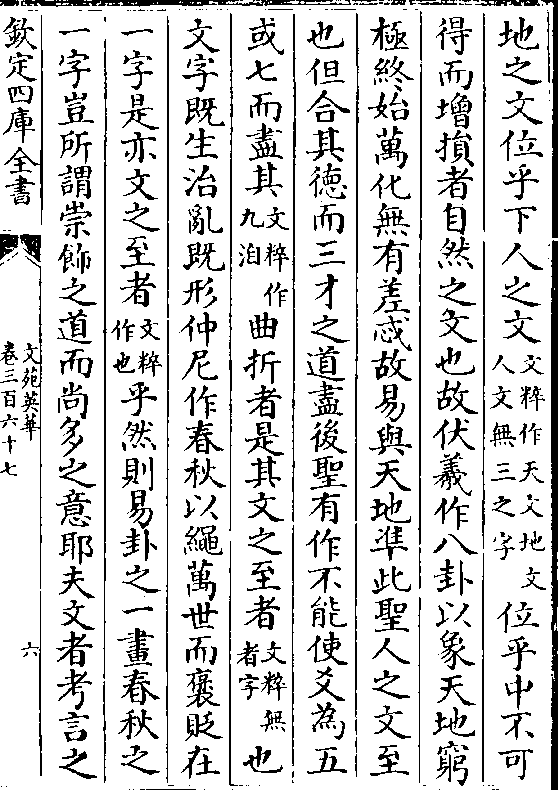 地之文位乎下人之文文粹作天文地文人文無三之字位乎中不可
得而增損者自然之文也故伏羲作八卦以象天地窮
極終始萬化無有差忒故易與天地準此聖人之文至
也但合其德而三才之道盡後聖有作不能使爻為五
或七而盡其文粹作九泊曲折者是其文之至者文粹無者字也
文字既生治亂既形仲尼作春秋以繩萬世而褒貶在
一字是亦文之至者文粹作也乎然則易卦之一畫春秋之
一字豈所謂崇飾之道而尚多之意耶夫文者考言之
欽定四庫全書
文苑英華
卷三百六十七
六